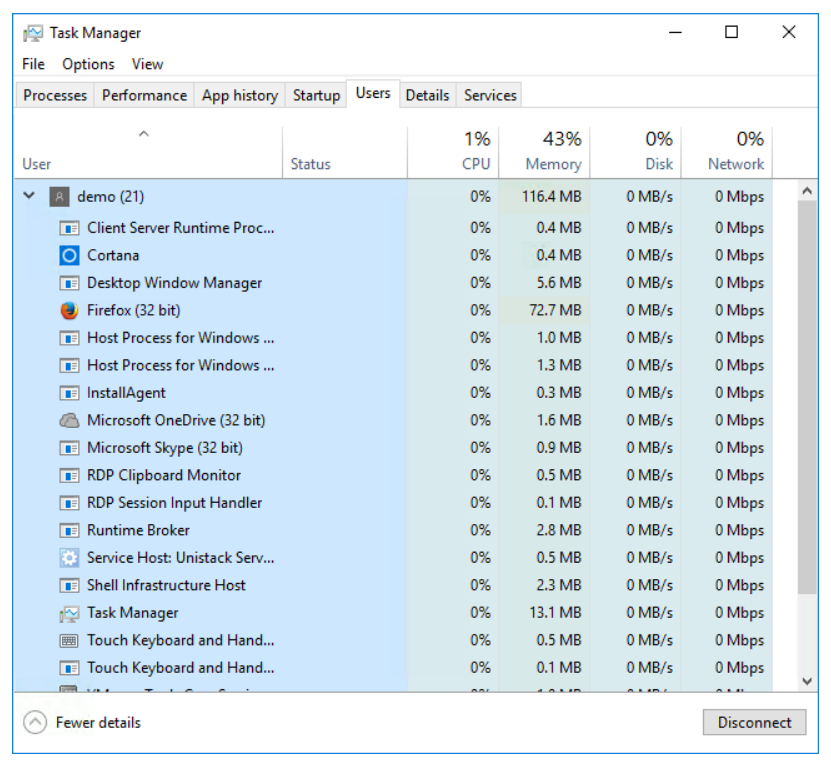 Task Manager
File Options View
Processes Performance App history Startup Users Details Services
1% 43% 0% 0%
User Status CPU Memory Disk Network
demo (21) 0% 116.4 MB 0 MB/s 0 Mbps
Client Server Runtime Proc... 0% 0.4 MB 0 MB/s 0 Mbps
Cortana 0% 0.4 MB 0 MB/s 0 Mbps
Desktop Window Manager 0% 5.6 MB 0 MB/s 0 Mbps
Firefox (32 bit) 0% 72.7 MB 0 MB/s 0 Mbps
Host Process for Windows ... 0% 1.0 MB 0 MB/s 0 Mbps
Host Process for Windows ... 0% 1.3 MB 0 MB/s 0 Mbps
InstallAgent 0% 0.3 MB 0 MB/s 0 Mbps
Microsoft OneDrive (32 bit) 0% 1.6 MB 0 MB/s 0 Mbps
Microsoft Skype (32 bit) 0% 0.9 MB 0 MB/s 0 Mbps
RDP Clipboard Monitor 0% 0.5 MB 0 MB/s 0 Mbps
RDP Session Input Handler 0% 0.1 MB 0 MB/s 0 Mbps
Runtime Broker 0% 2.8 MB 0 MB/s 0 Mbps
Service Host: Unistack Serv... 0% 0.5 MB 0 MB/s 0 Mbps
Shell Infrastructure Host 0% 2.3 MB 0 MB/s 0 Mbps
Task Manager 0% 13.1 MB 0 MB/s 0 Mbps
Touch Keyboard and Hand... 0% 0.5 MB 0 MB/s 0 Mbps
Touch Keyboard and Hand... 0% 0.1 MB 0 MB/s 0 Mbps
Fewer details Disconnect